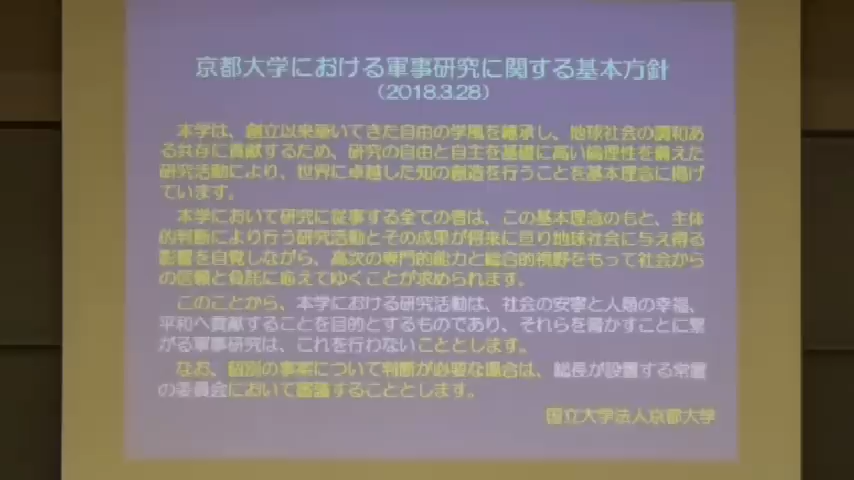 京都大学における軍事研究に関する基本方針
（2018.3.28）
本学は、創立以来築いてきた自由の学風を継承し、地球社会の調和あ
る共存に貢献するため、研究の自由と自主を基礎に高い倫理性を備えた
研究活動により、世界に卓越した知の創造を行うことを基本理念に掲げ
ています。
本学において研究に従事する全ての者は、この基本理念のもと、主体
的判断により行う研究活動とその成果が将来に亘り地球社会に与え得る
影響を自覚しながら、高次の専門的能力と総合的視野をもって社会から
の信頼と負託に応えてゆくことが求められます。
このことから、本学における研究活動は、社会の安寧と人類の幸福、
平和へ貢献することを目的とするものであり、それらを脅かすことに繋
がる軍事研究は、これを行わないこととします。
なお、個別の事案について判断が必要な場合は、総長が設置する常置
の委員会において審議することとします。
国立大学法人京都大学